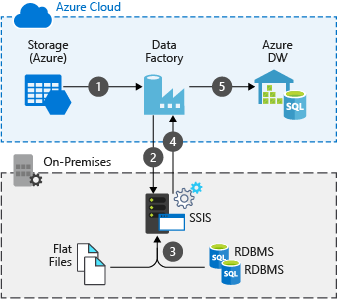 Azure Cloud
Storage
(Azure)
Data
Factory
Azure
DW
1
5
SQL
2
4
On-Premises
SSIS
Flat
Files
3
RDBMS
SQL
RDBMS
SQL